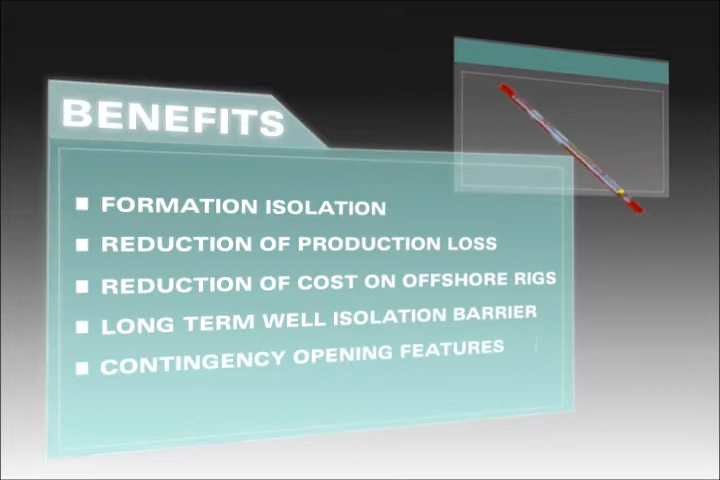 BENEFITS
FORMATION ISOLATION
REDUCTION OF PRODUCTION LOSS
REDUCTION OF COST ON OFFSHORE RIGS
LONG TERM WELL ISOLATION BARRIER
CONTINGENCY OPENING FEATURES